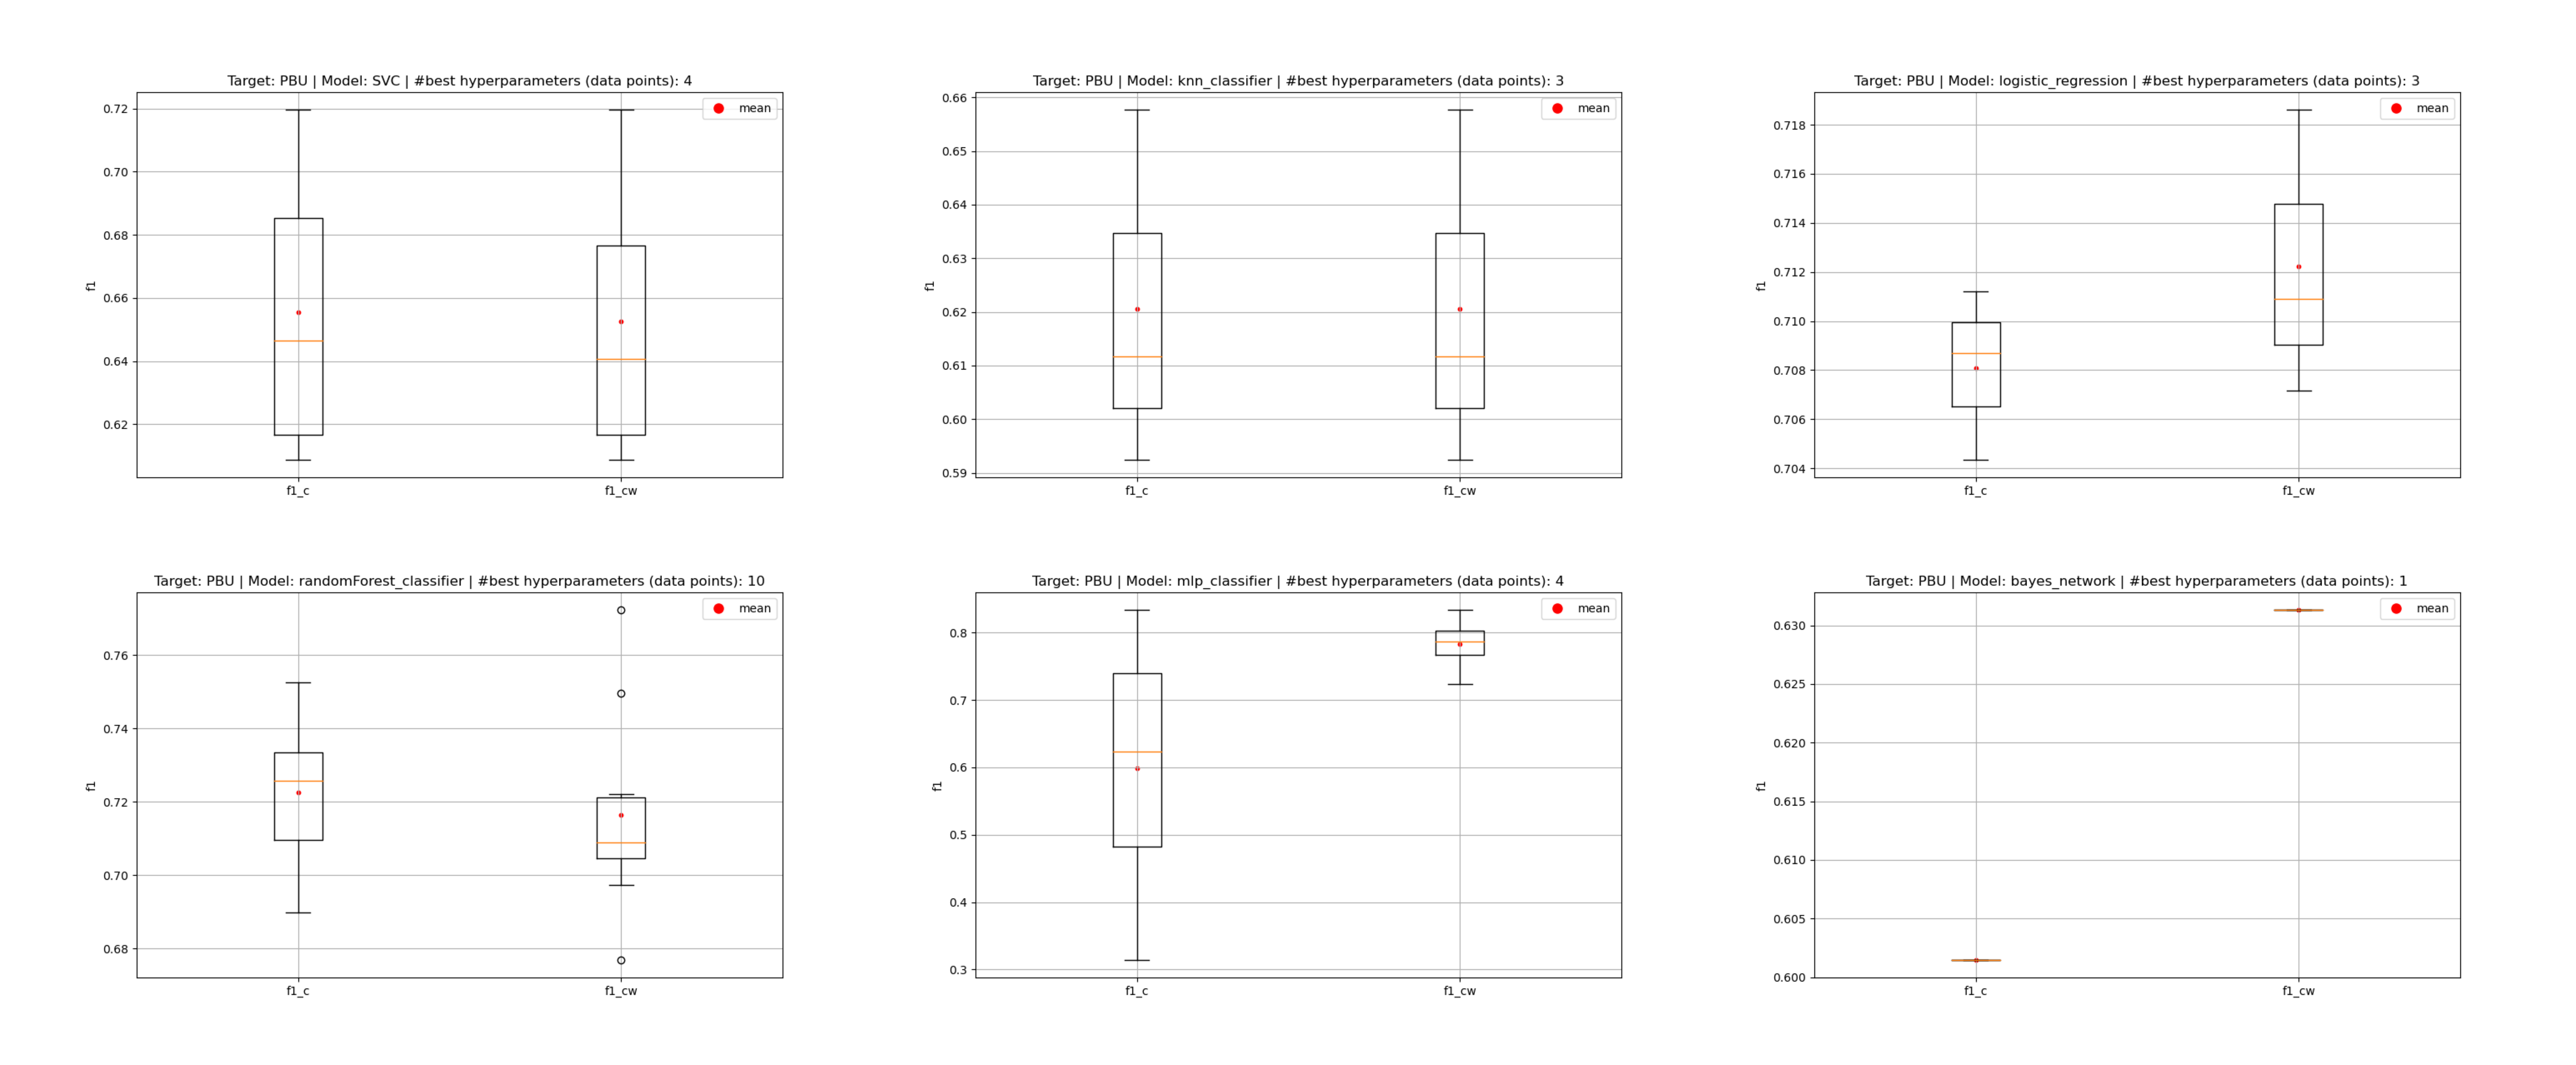 Target: PBU | Model: SVC | #best hyperparameters (data points): 4
mean
0.72
0.70
0.68
0.66
0.64
0.62
f1
f1_c
f1_cw
Target: PBU | Model: knn_classifier | #best hyperparameters (data points): 3
mean
0.66
0.65
0.64
0.63
0.62
0.61
0.60
0.59
f1
f1_c
f1_cw
Target: PBU | Model: logistic_regression | #best hyperparameters (data points): 3
mean
0.718
0.716
0.714
0.712
0.710
0.708
0.706
0.704
f1
f1_c
f1_cw
Target: PBU | Model: randomForest_classifier | #best hyperparameters (data points): 10
mean
0.76
0.74
0.72
0.70
0.68
f1
f1_c
f1_cw
Target: PBU | Model: mlp_classifier | #best hyperparameters (data points): 4
mean
0.8
0.7
0.6
0.5
0.4
0.3
f1
f1_c
f1_cw
Target: PBU | Model: bayes_network | #best hyperparameters (data points): 1
mean
0.630
0.625
0.620
0.615
0.610
0.605
0.600
f1
f1_c
f1_cw